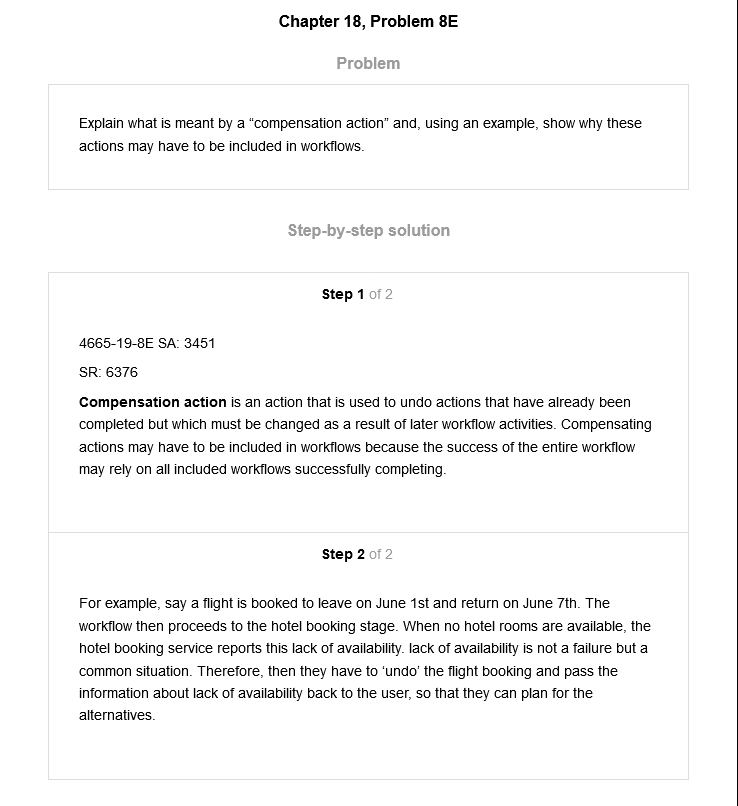 Chapter 18, Problem 8E
Problem
Explain what is meant by a “compensation action” and, using an example, show why these
actions may have to be included in workflows.
Step-by-step solution
Step 1 of 2
4665-19-8E SA: 3451
SR: 6376
Compensation action is an action that is used to undo actions that have already been
completed but which must be changed as a result of later workflow activities. Compensating
actions may have to be included in workflows because the success of the entire workflow
may rely on all included workflows successfully completing.
Step 2 of 2
For example, say a flight is booked to leave on June 1st and return on June 7th. The
workflow then proceeds to the hotel booking stage. When no hotel rooms are available, the
hotel booking service reports this lack of availability. lack of availability is not a failure but a
common situation. Therefore, then they have to ‘undo’ the flight booking and pass the
information about lack of availability back to the user, so that they can plan for the
alternatives.